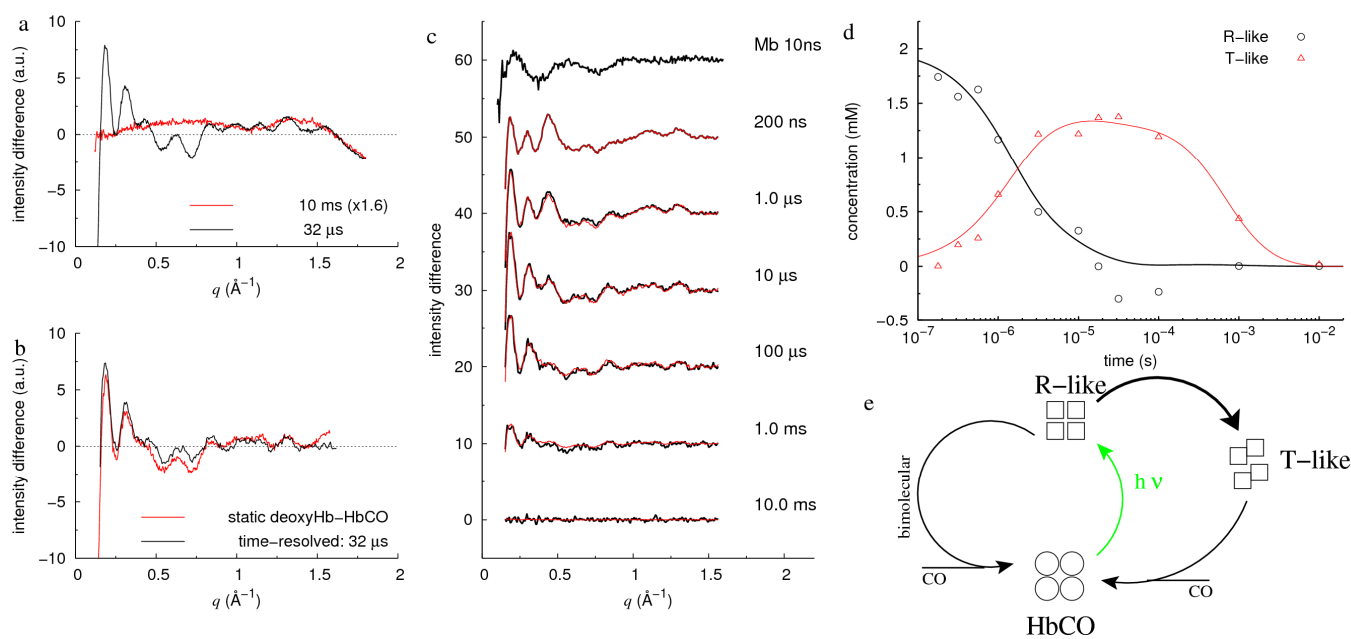 a
10
5
0
−5
−10
intensity difference (a.u.)
10 ms (x1.6)
32 µs
0
0.5
1
1.5
2
q (Å⁻¹)
b
10
5
0
−5
−10
intensity difference (a.u.)
static deoxyHb−HbCO
time−resolved: 32 µs
0
0.5
1
1.5
2
q (Å⁻¹)
c
60
50
40
30
20
10
0
intensity difference
Mb 10ns
200 ns
1.0 µs
10 µs
100 µs
1.0 ms
10.0 ms
0
0.5
1
1.5
2
q (Å⁻¹)
d
R−like
T−like
2
1.5
1
0.5
0
−0.5
concentration (mM)
10⁻⁷
10⁻⁶
10⁻⁵
10⁻⁴
10⁻³
10⁻²
time (s)
e
R−like
T−like
h ν
bimolecular
CO
CO
HbCO